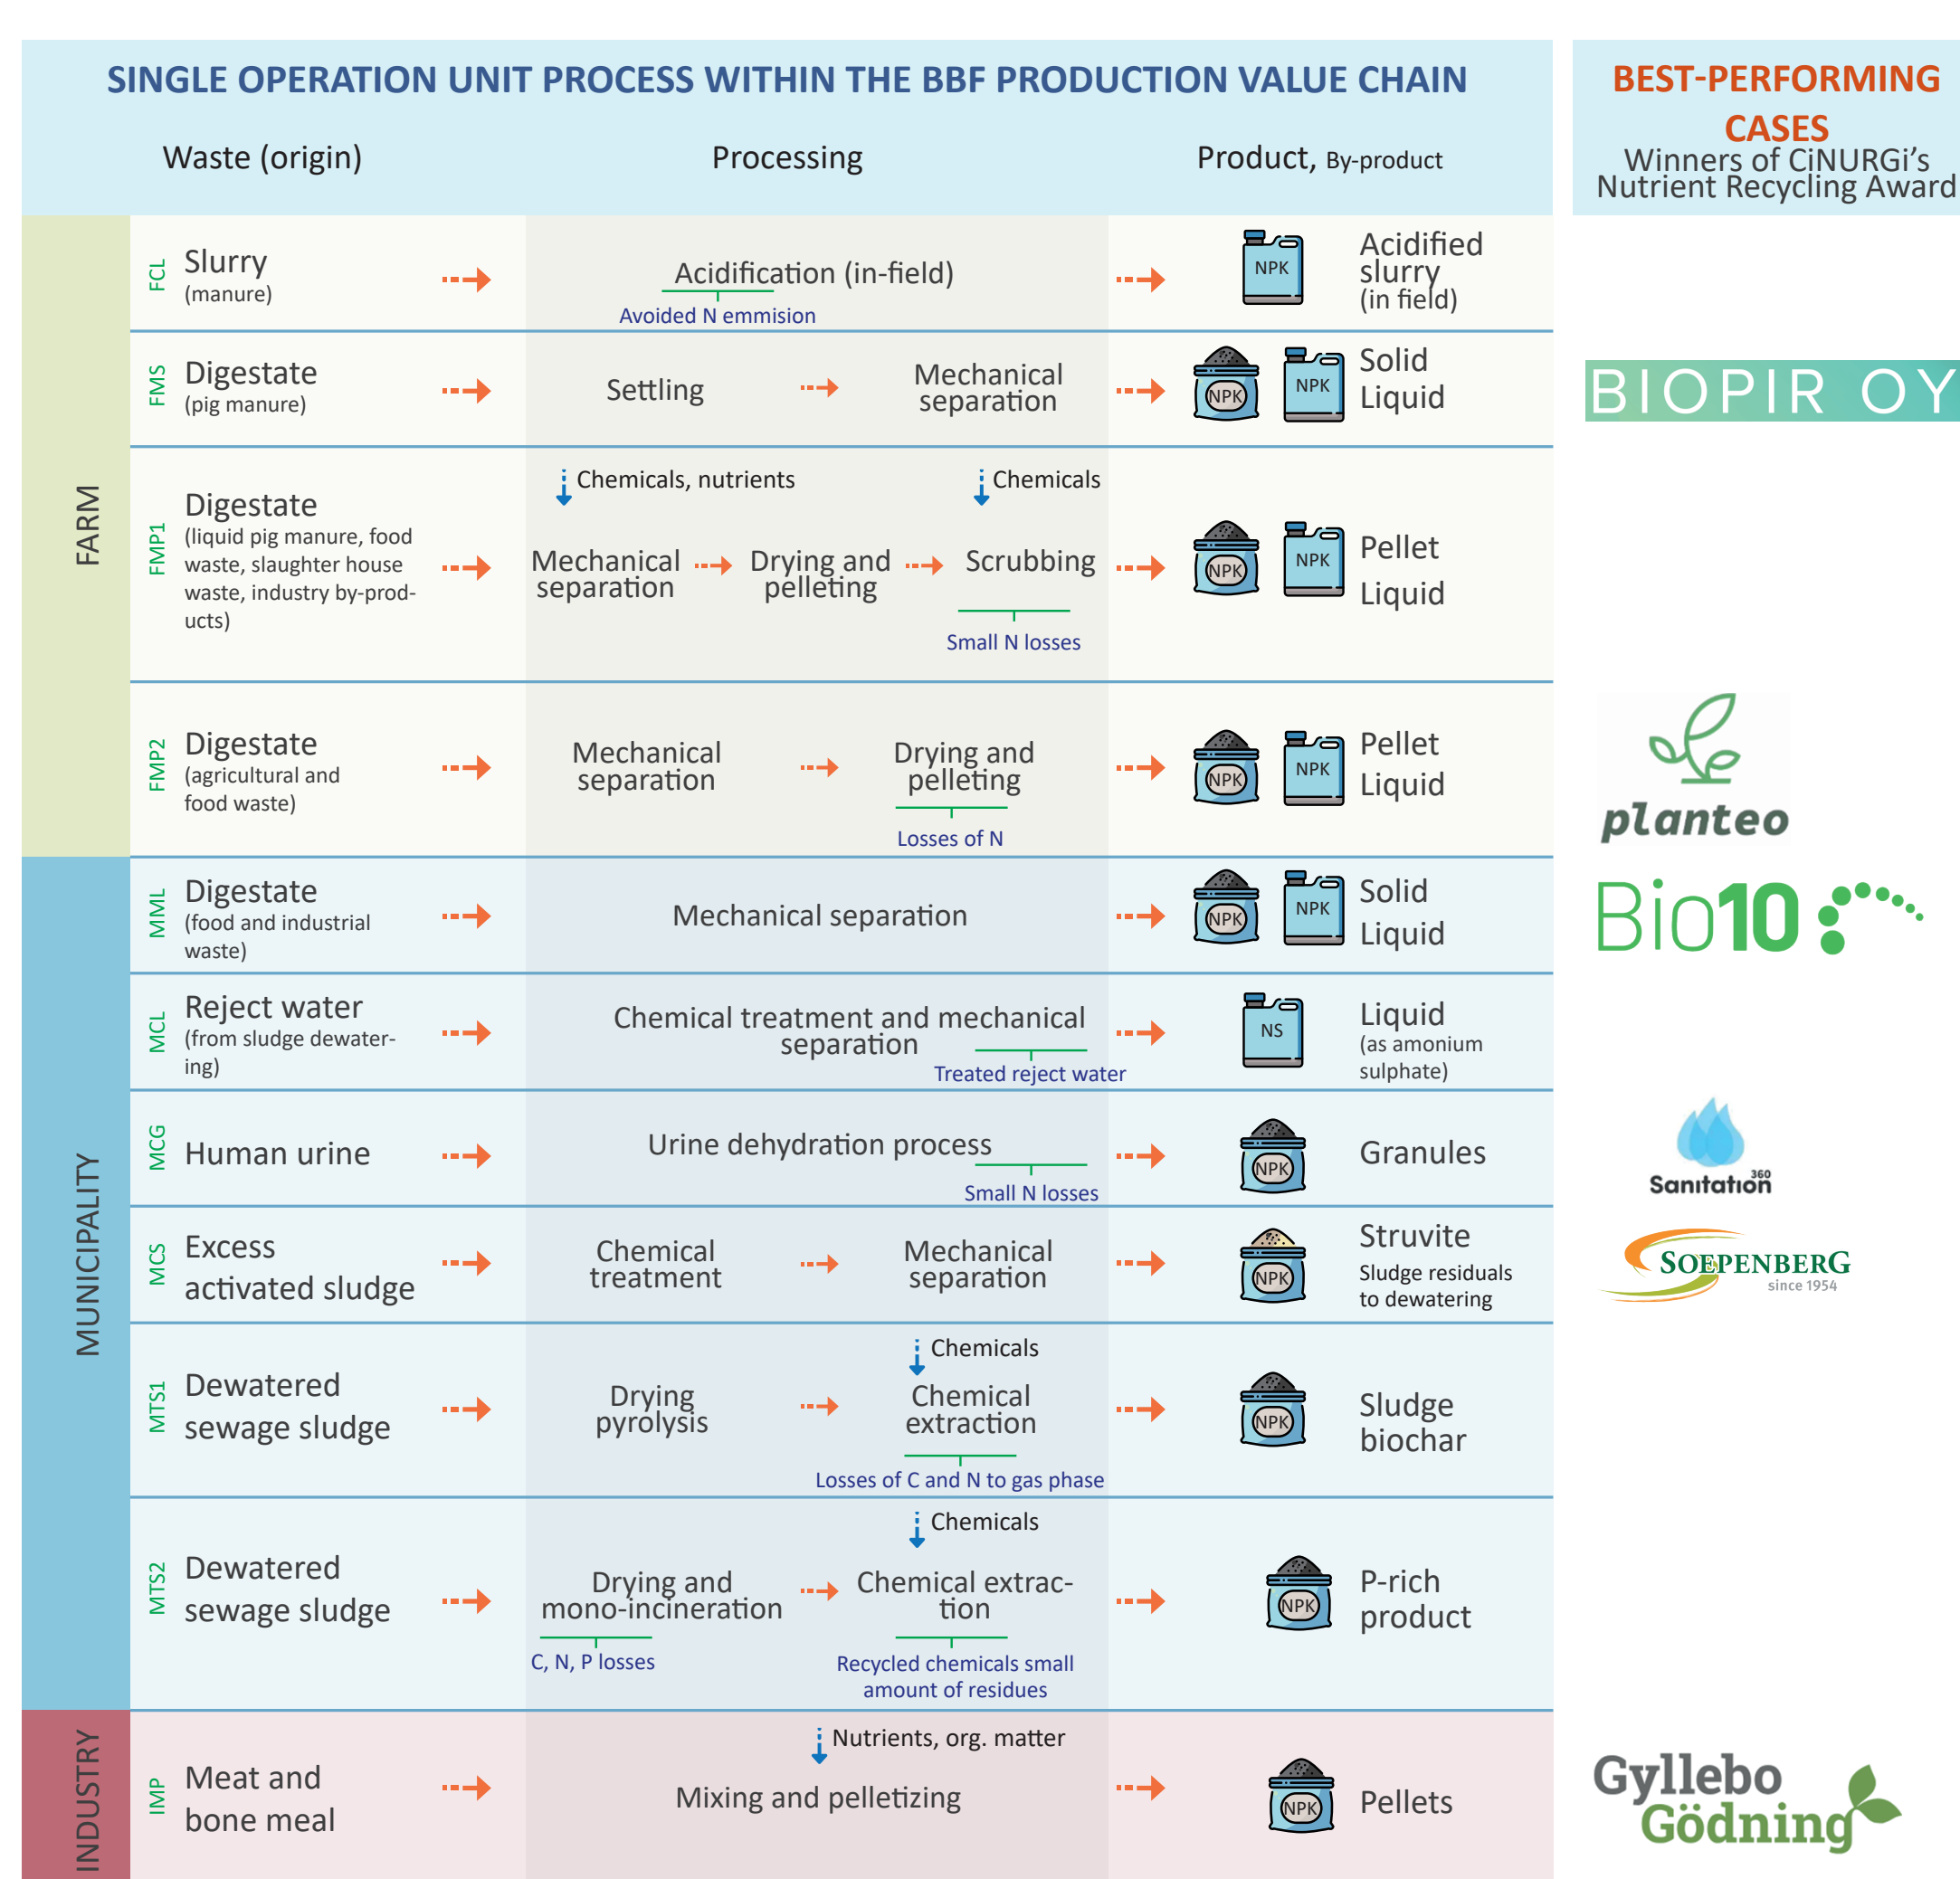 SINGLE OPERATION UNIT PROCESS WITHIN THE BBF PRODUCTION VALUE CHAIN
Waste (origin)
Processing
Product, By-product
BEST-PERFORMING
CASES
Winners of CiNURGi's
Nutrient Recycling Award
FARM
FCL
Slurry
(manure)
Acidification (in-field)
Avoided N emmision
NPK
Acidified
slurry
(in field)
FMS
Digestate
(pig manure)
Settling
Mechanical
separation
NPK
NPK
Solid
Liquid
BIOPIR OY
FMP1
Digestate
(liquid pig manure, food
waste, slaughter house
waste, industry by-prod-
ucts)
Chemicals, nutrients
Mechanical
separation
Drying and
pelleting
Chemicals
Scrubbing
Small N losses
NPK
NPK
Pellet
Liquid
FMP2
Digestate
(agricultural and
food waste)
Mechanical
separation
Drying and
pelleting
Losses of N
NPK
NPK
Pellet
Liquid
planteo
MUNICIPALITY
MML
Digestate
(food and industrial
waste)
Mechanical separation
NPK
NPK
Solid
Liquid
Bio10
MCL
Reject water
(from sludge dewater-
ing)
Chemical treatment and mechanical
separation
Treated reject water
NS
Liquid
(as amonium
sulphate)
MCG
Human urine
Urine dehydration process
Small N losses
NPK
Granules
Sanitation 360
MCS
Excess
activated sludge
Chemical
treatment
Mechanical
separation
NPK
Struvite
Sludge residuals
to dewatering
SOEPENBERG
since 1954
MTS1
Dewatered
sewage sludge
Drying
pyrolysis
Chemicals
Chemical
extraction
Losses of C and N to gas phase
NPK
Sludge
biochar
MTS2
Dewatered
sewage sludge
Drying and
mono-incineration
C, N, P losses
Chemicals
Chemical extrac-
tion
Recycled chemicals small
amount of residues
NPK
P-rich
product
INDUSTRY
IMP
Meat and
bone meal
Nutrients, org. matter
Mixing and pelletizing
NPK
Pellets
Gyllebo
Gödning